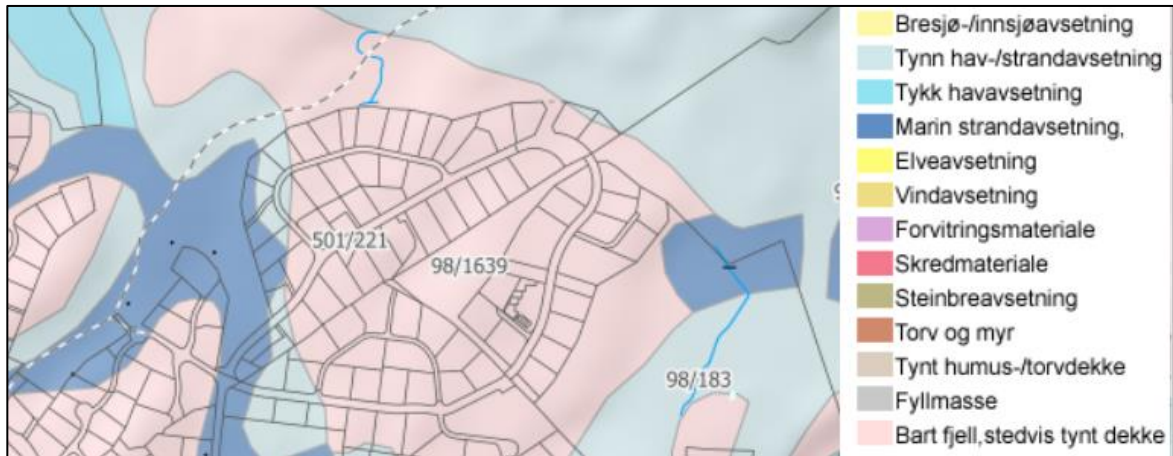 501/221
98/1639
98/183
9
Bresjø-/innsjøavsetning
Tynn hav-/strandavsetning
Tykk havavsetning
Marin strandavsetning,
Elveavsetning
Vindavsetning
Forvitringsmateriale
Skredmateriale
Steinbreavsetning
Torv og myr
Tynt humus-/torvdekke
Fyllmasse
Bart fjell,stedvis tynt dekke